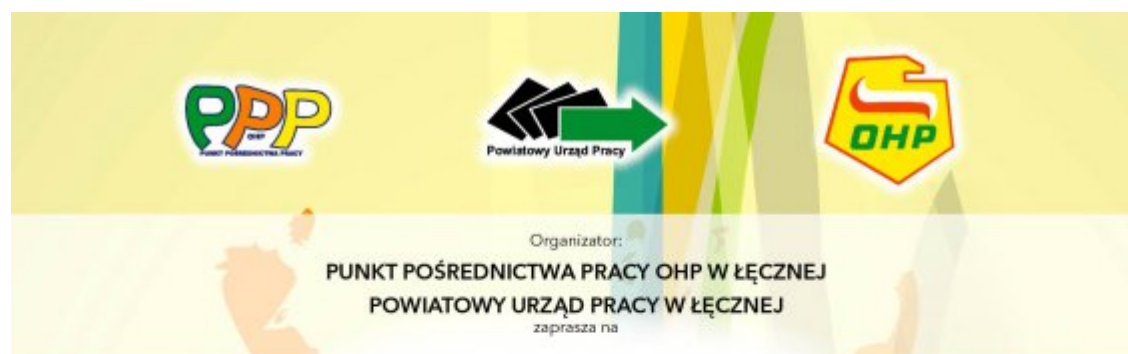 PPP
OHP
PUNKT POŚREDNICTWA PRACY
Powiatowy Urząd Pracy
OHP
Organizator:
PUNKT POŚREDNICTWA PRACY OHP W ŁĘCZNEJ
POWIATOWY URZĄD PRACY W ŁĘCZNEJ
zaprasza na